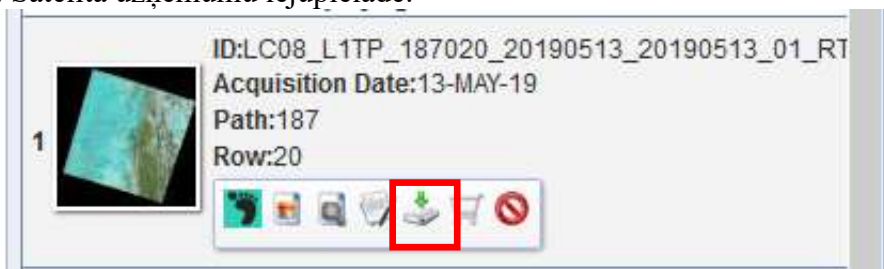 ID:LC08_L1TP_187020_20190513_20190513_01_RT
Acquisition Date:13-MAY-19
Path:187
1
Row:20